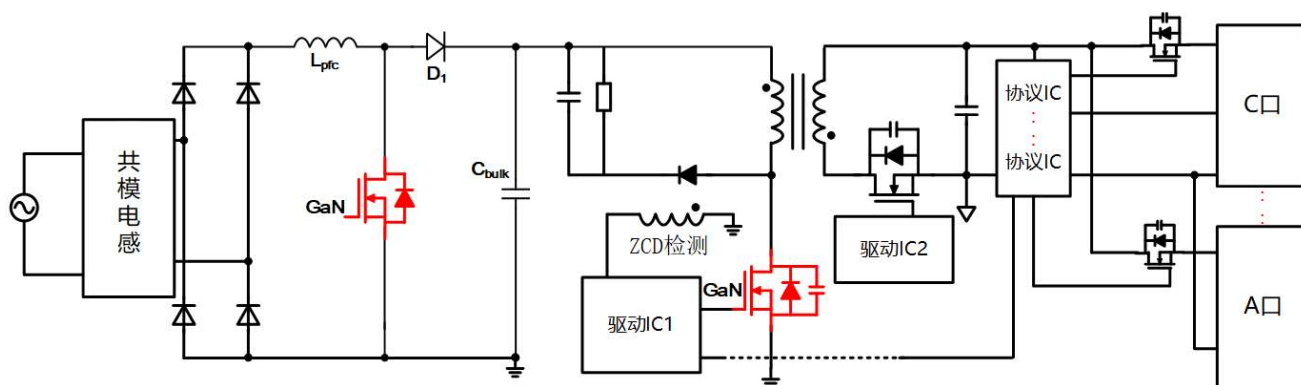 共模电感
Lpfc
D1
GaN
Cbulk
ZCD检测
驱动IC1
GaN
驱动IC2
协议IC
协议IC
C口
A口